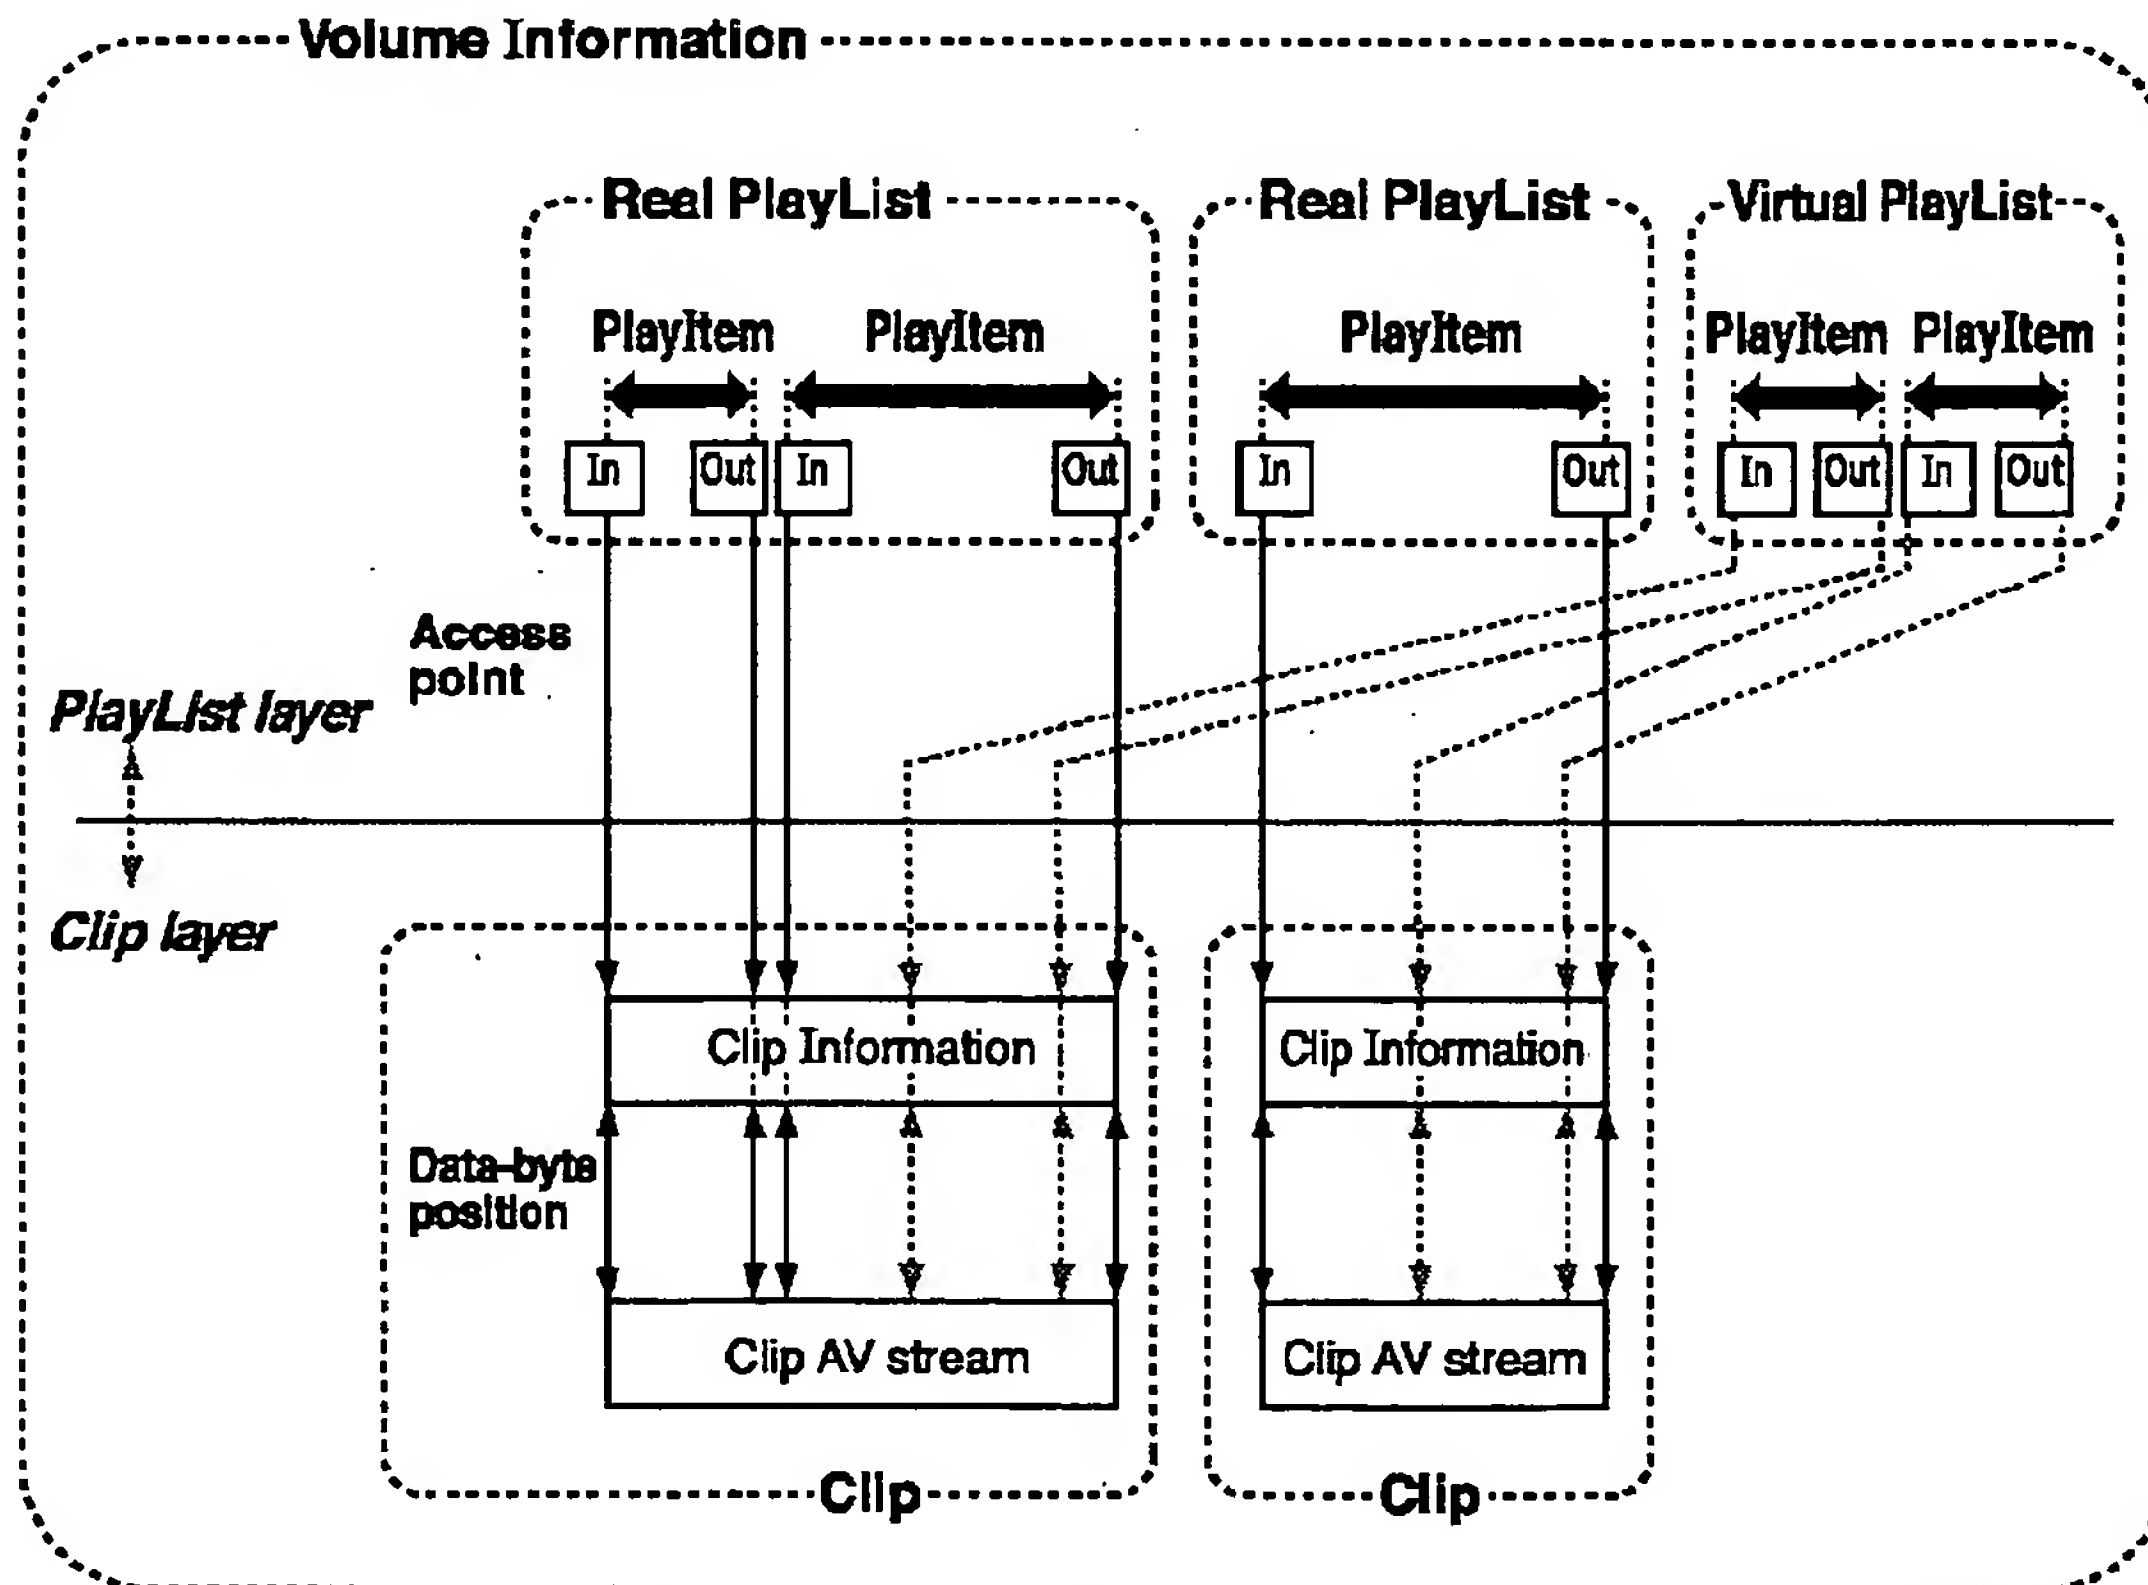 Volume Information
Real PlayList
Real PlayList
Virtual PlayList
PlayItem
PlayItem
PlayItem
PlayItem
PlayItem
In
Out
In
Out
In
Out
In
Out
In
Out
Access
point
PlayList layer
Clip layer
Clip Information
Clip Information
Data-byte
position
Clip AV stream
Clip AV stream
Clip
Clip